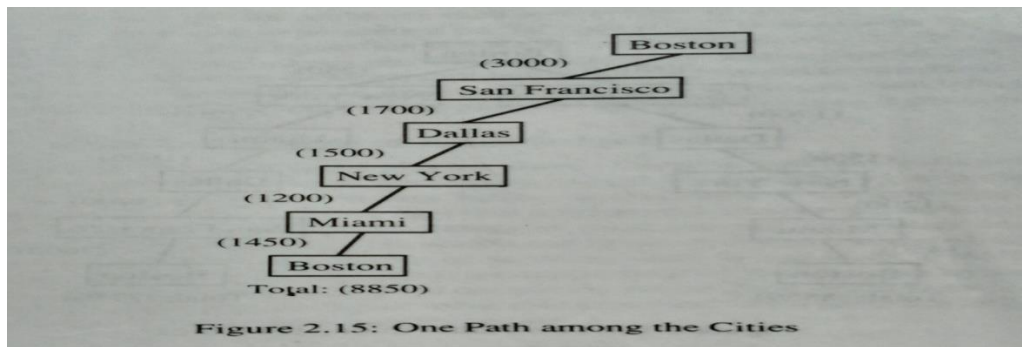 Boston
(3000)
San Francisco
(1700)
Dallas
(1500)
New York
(1200)
Miami
(1450)
Boston
Total: (8850)
Figure 2.15: One Path among the Cities